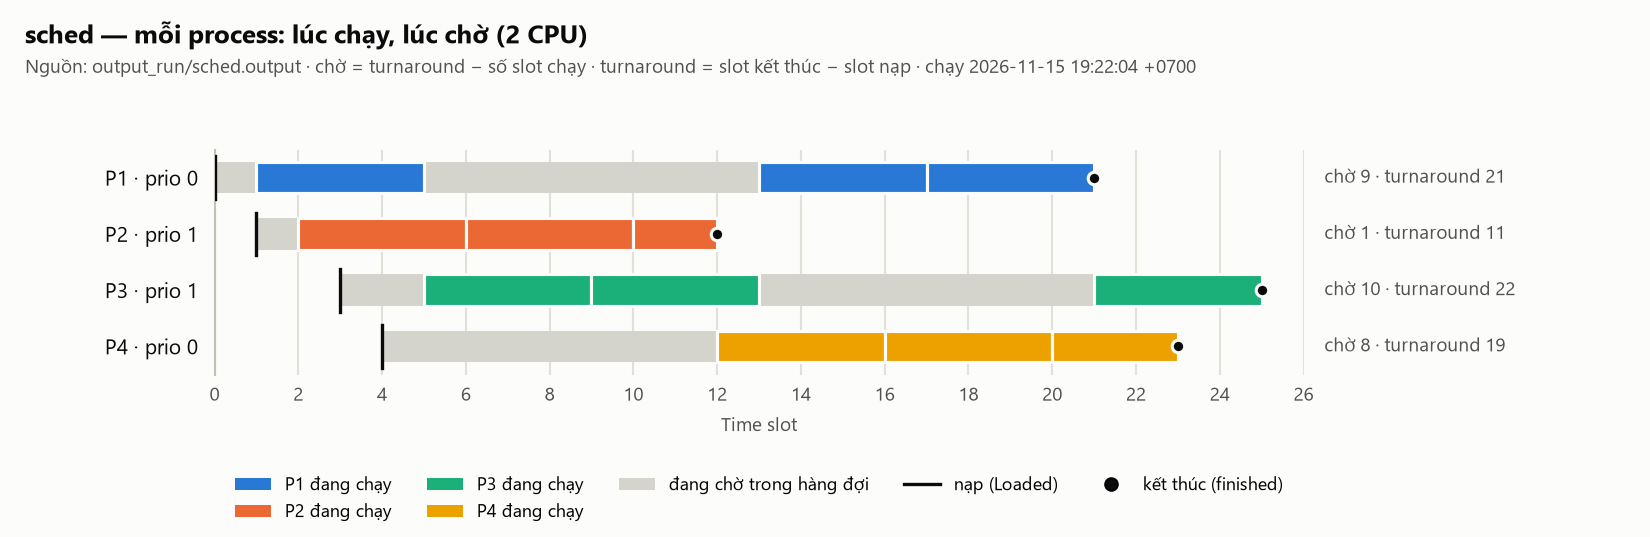 sched — mỗi process: lúc chạy, lúc chờ (2 CPU)
Nguồn: output_run/sched.output · chờ = turnaround − số slot chạy · turnaround = slot kết thúc − slot nạp · chạy 2026-11-15 19:22:04 +0700
P1 · prio 0
chờ 9 · turnaround 21
P2 · prio 1
chờ 1 · turnaround 11
P3 · prio 1
chờ 10 · turnaround 22
P4 · prio 0
chờ 8 · turnaround 19
0 2 4 6 8 10 12 14 16 18 20 22 24 26
Time slot
P1 đang chạy P3 đang chạy đang chờ trong hàng đợi nạp (Loaded) kết thúc (finished)
P2 đang chạy P4 đang chạy